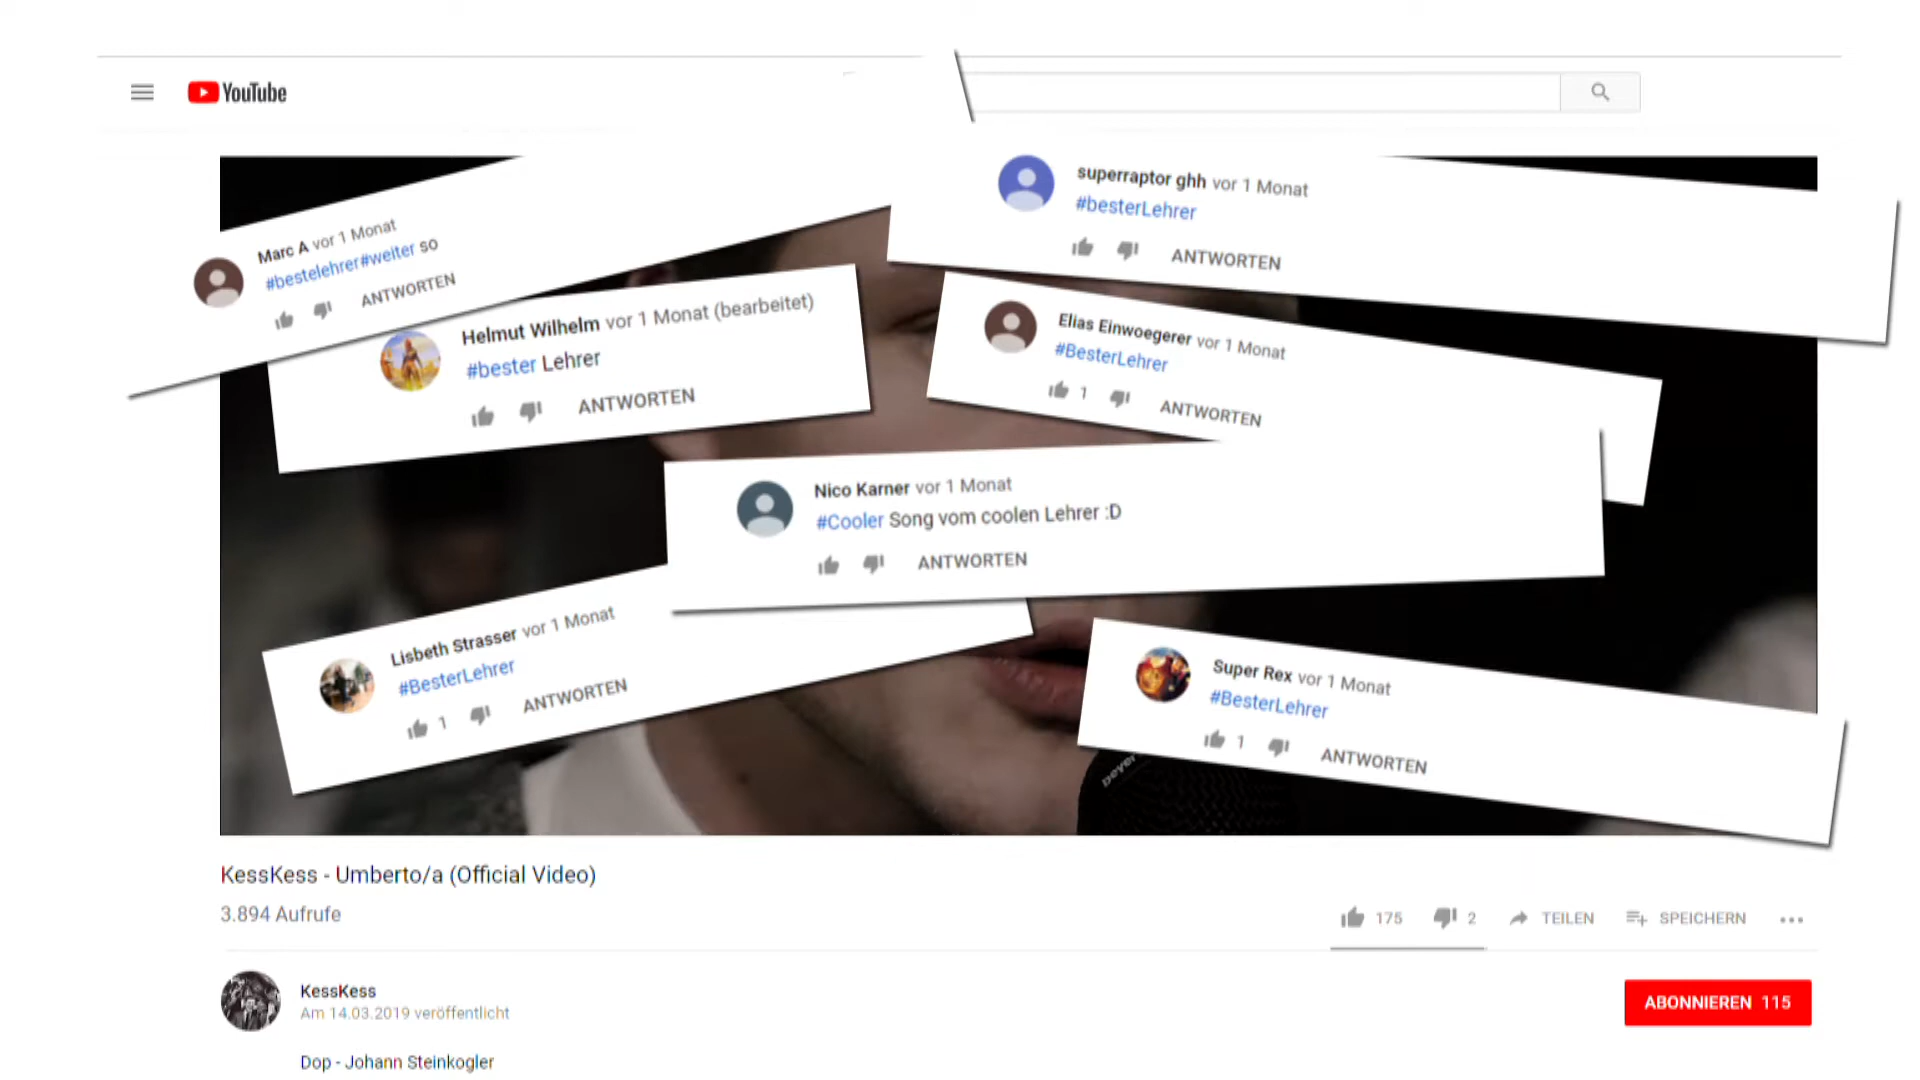 YouTube
superraptor ghh vor 1 Monat
#besterLehrer
ANTWORTEN
Marc A vor 1 Monat
#bestelehrer#weiter so
ANTWORTEN
Helmut Wilhelm vor 1 Monat (bearbeitet)
#bester Lehrer
ANTWORTEN
Elias Einwoegerer vor 1 Monat
#BesterLehrer
1 ANTWORTEN
Nico Karner vor 1 Monat
#Cooler Song vom coolen Lehrer :D
ANTWORTEN
Lisbeth Strasser vor 1 Monat
#BesterLehrer
1 ANTWORTEN
Super Rex vor 1 Monat
#BesterLehrer
1 ANTWORTEN
KessKess - Umberto/a (Official Video)
3.894 Aufrufe
175 2 TEILEN SPEICHERN
KessKess
Am 14.03.2019 veröffentlicht
ABONNIEREN 115
Dop - Johann Steinkogler